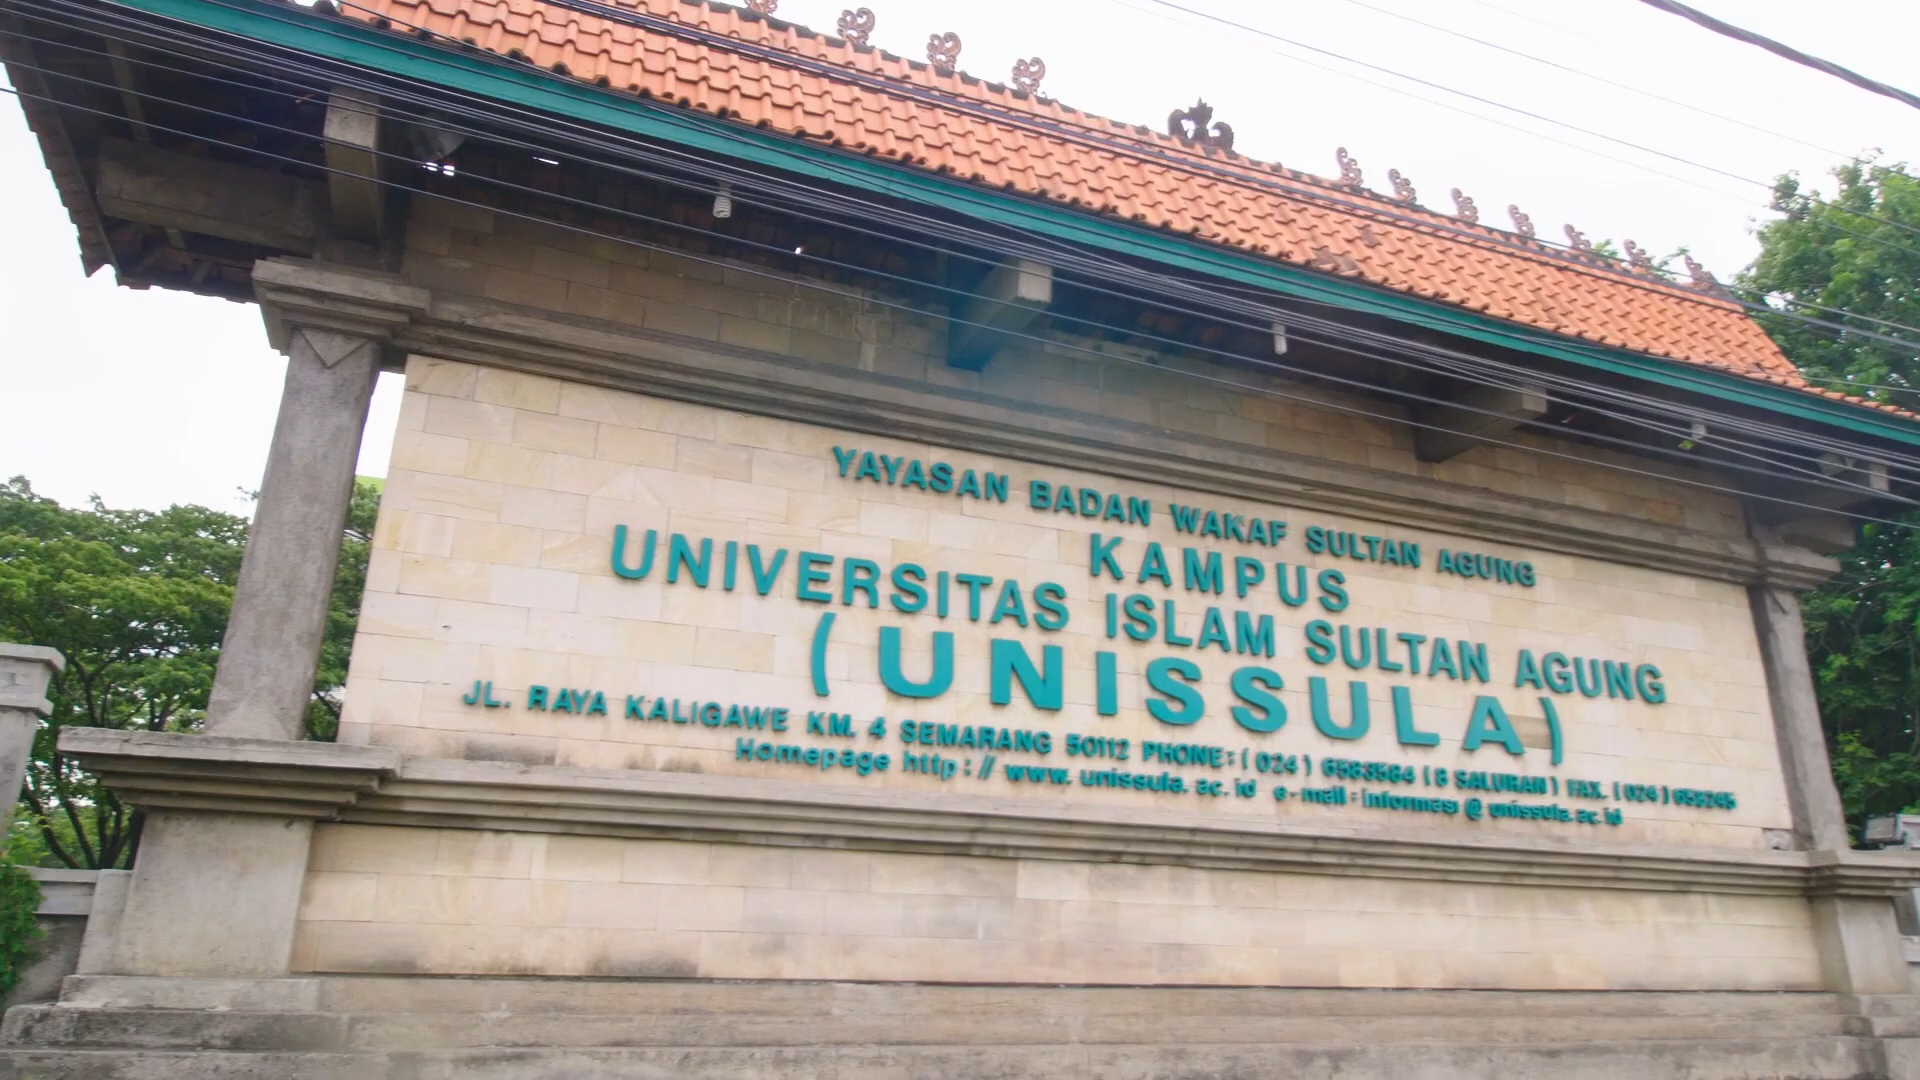 YAYASAN BADAN WAKAF SULTAN AGUNG
KAMPUS
UNIVERSITAS ISLAM SULTAN AGUNG
(UNISSULA)
JL. RAYA KALIGAWE KM. 4 SEMARANG 50112 PHONE: (024) 6583584 (8 SALURAN) FAX. (024)
Homepage http://www.unissula.ac.id e-mail: informasi@unissula.ac.id